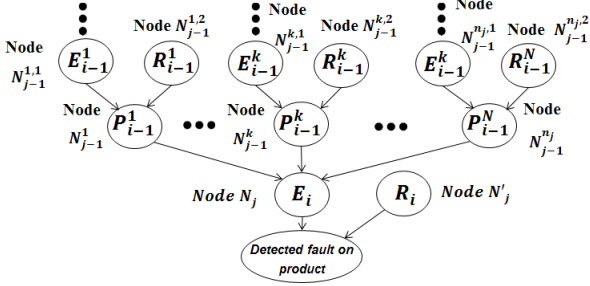 Node
N_{j-1}^{1,1}
E_{i-1}^{1}
Node N_{j-1}^{1,2}
R_{i-1}^{1}
Node
N_{j-1}^{k,1}
E_{i-1}^{k}
Node N_{j-1}^{k,2}
R_{i-1}^{k}
Node
N_{j-1}^{n_j,1}
E_{i-1}^{k}
Node N_{j-1}^{n_j,2}
R_{i-1}^{N}
Node
N_{j-1}^{1}
P_{i-1}^{1}
Node
N_{j-1}^{k}
P_{i-1}^{k}
P_{i-1}^{N}
Node
N_{j-1}^{n_j}
Node N_j
E_i
R_i
Node N'_j
Detected fault on
product